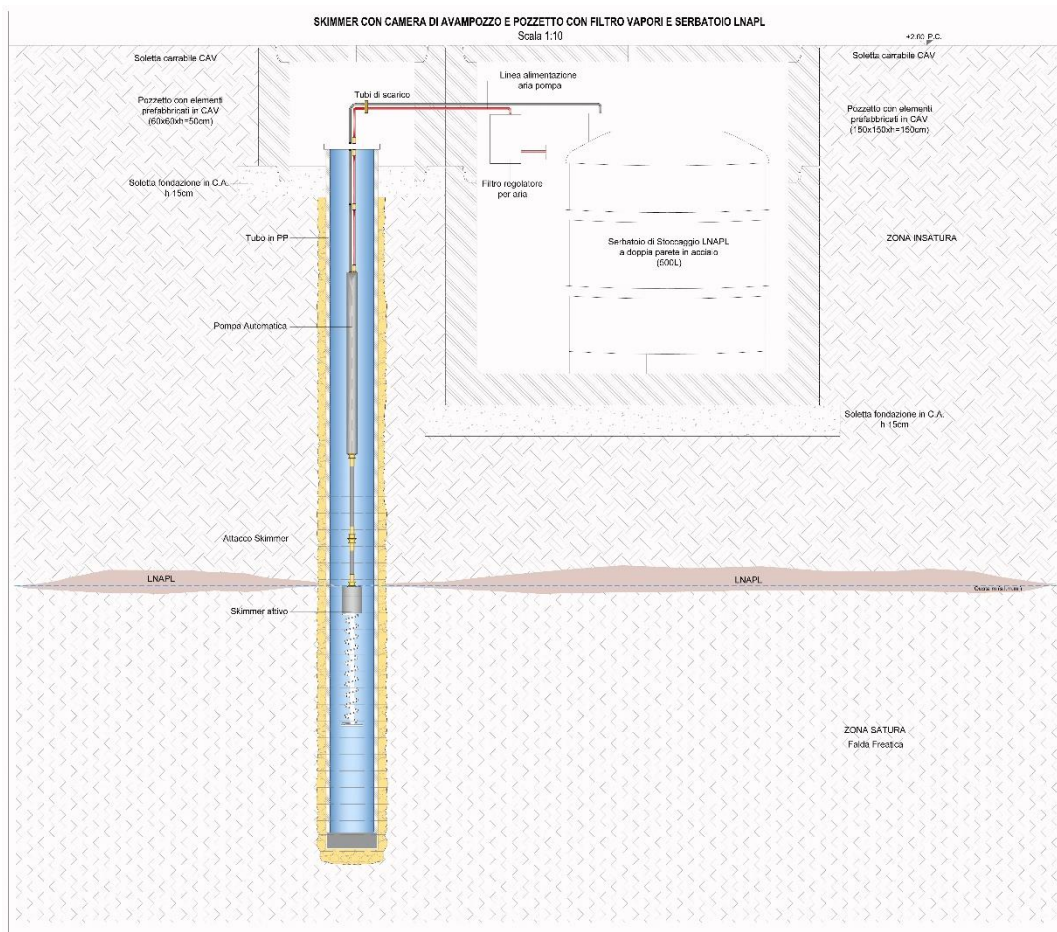 SKIMMER CON CAMERA DI AVAMPOZZO E POZZETTO CON FILTRO VAPORI E SERBATOIO LNAPL
Scala 1:10
+2.60 P.C.
Soletta carrabile CAV
Soletta carrabile CAV
Linea alimentazione
aria pompa
Tubi di scarico
Pozzetto con elementi
prefabbricati in CAV
(60x60xh=50cm)
Pozzetto con elementi
prefabbricati in CAV
(150x150xh=150cm)
Soletta fondazione in C.A.
h 15cm
Filtro regolatore
per aria
Tubo in PP
Serbatoio di Stoccaggio LNAPL
a doppia parete in acciaio
(500L)
ZONA INSATURA
Pompa Automatica
Soletta fondazione in C.A.
h 15cm
Attacco Skimmer
LNAPL
LNAPL
Skimmer attivo
ZONA SATURA
Falda Freatica